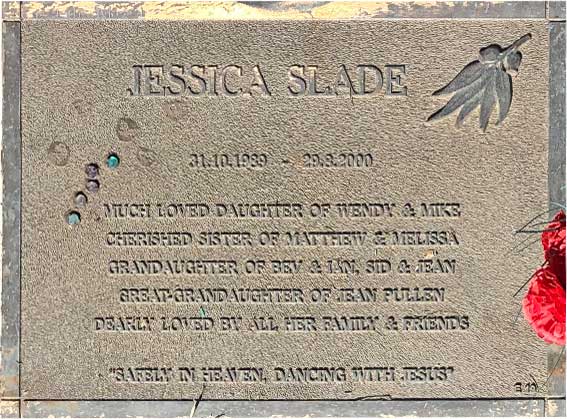 JESSICA SLADE
31.10.1989 - 29.8.2000
MUCH LOVED DAUGHTER OF WENDY & MIKE
CHERISHED SISTER OF MATTHEW & MELISSA
GRANDAUGHTER OF BEV & IAN, SID & JEAN
GREAT-GRANDAUGHTER OF JEAN PULLEN
DEARLY LOVED BY ALL HER FAMILY & FRIENDS
"SAFELY IN HEAVEN, DANCING WITH JESUS"